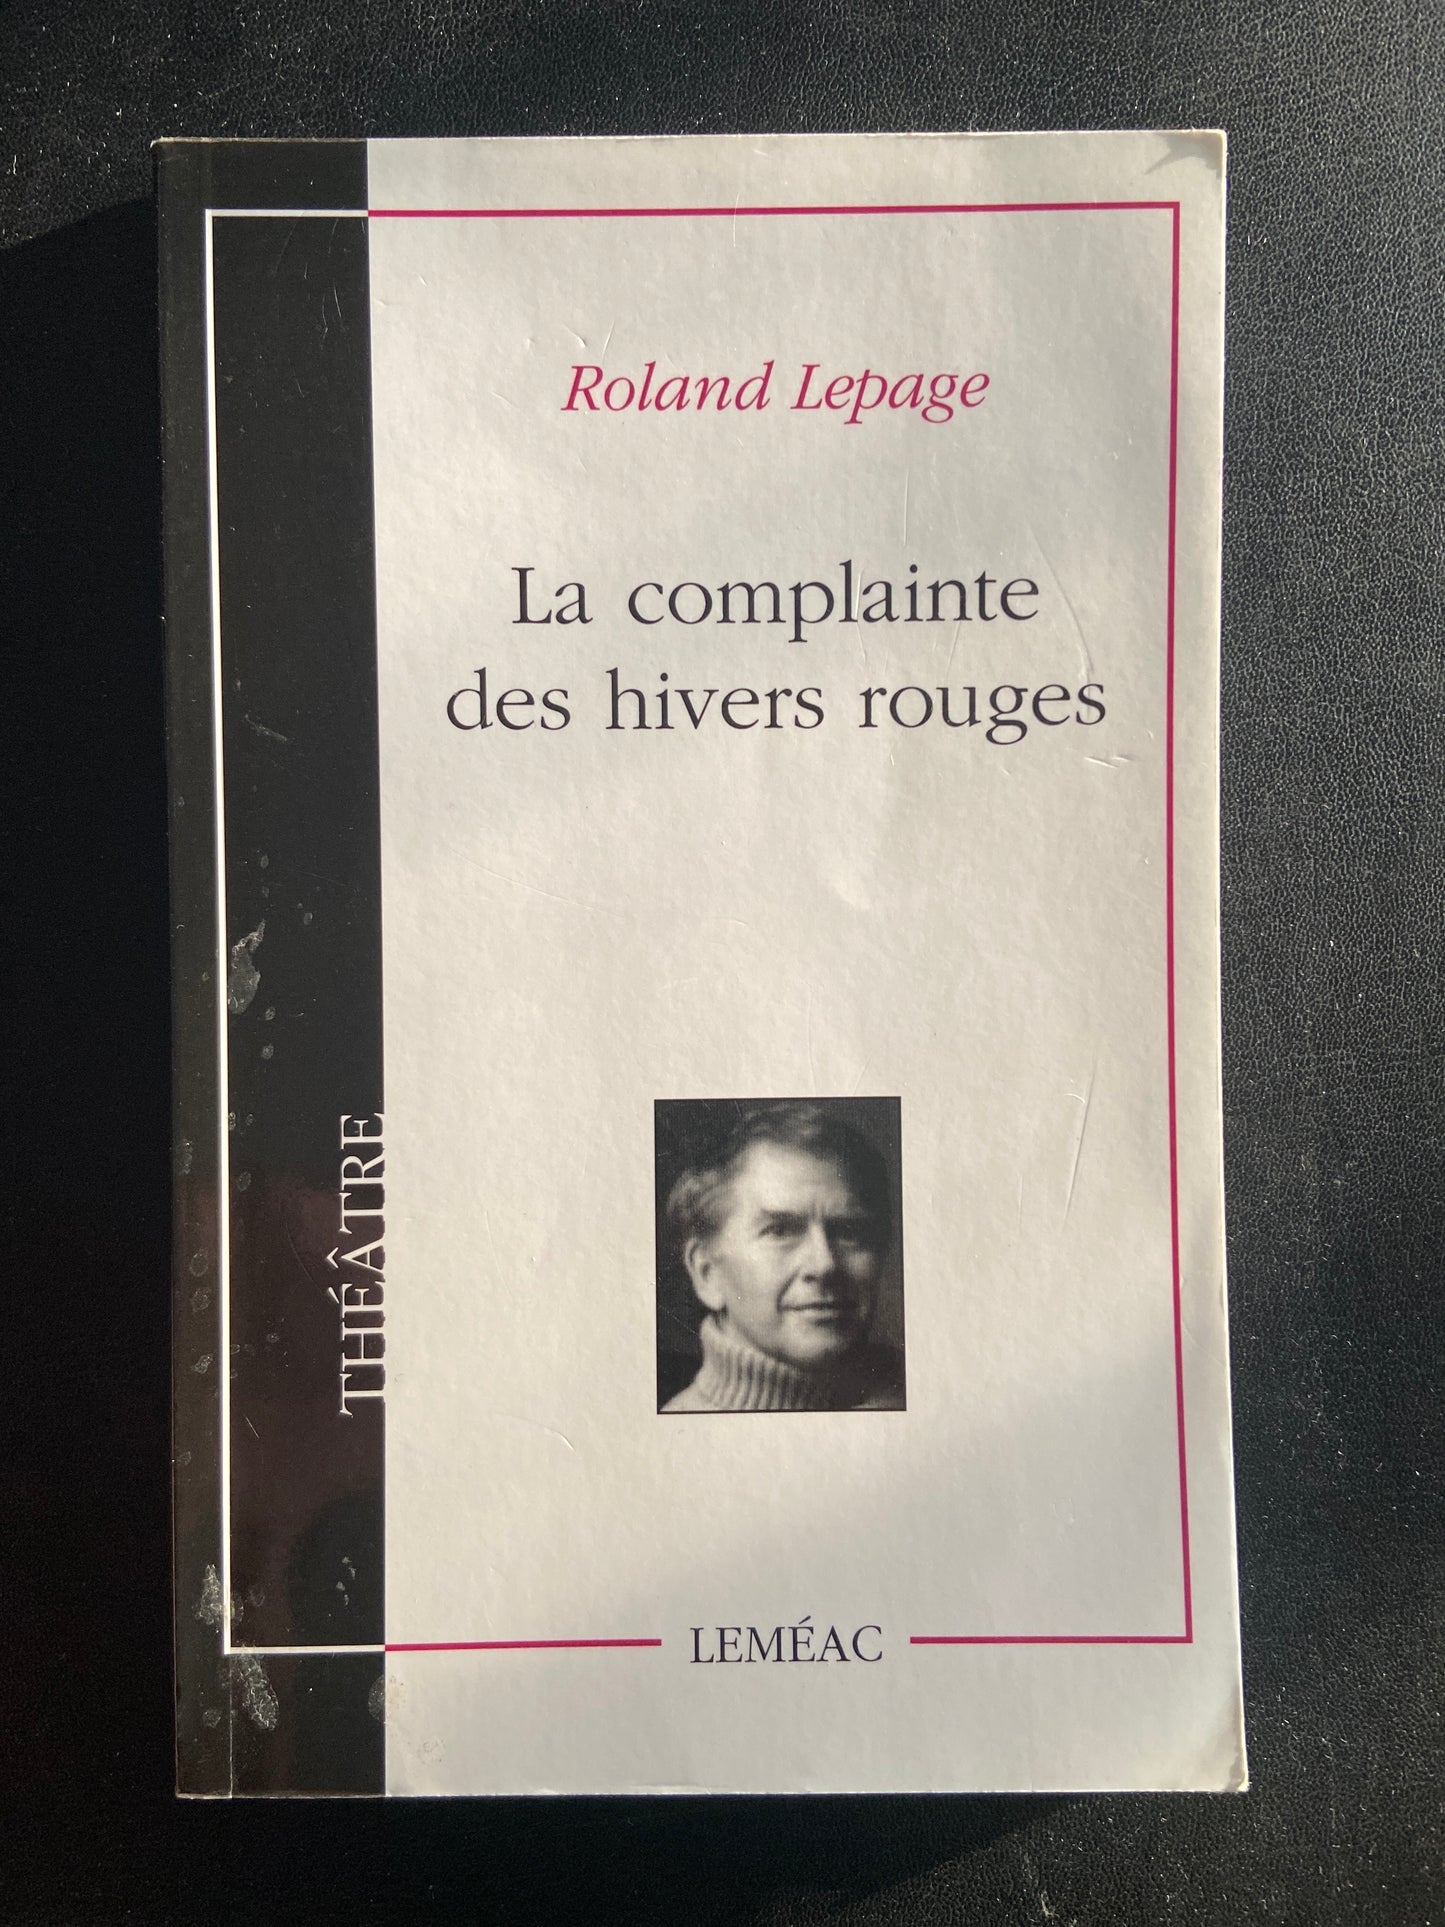 Roland Lepage
La complainte
des hivers rouges
THÉÂTRE
LEMÉAC